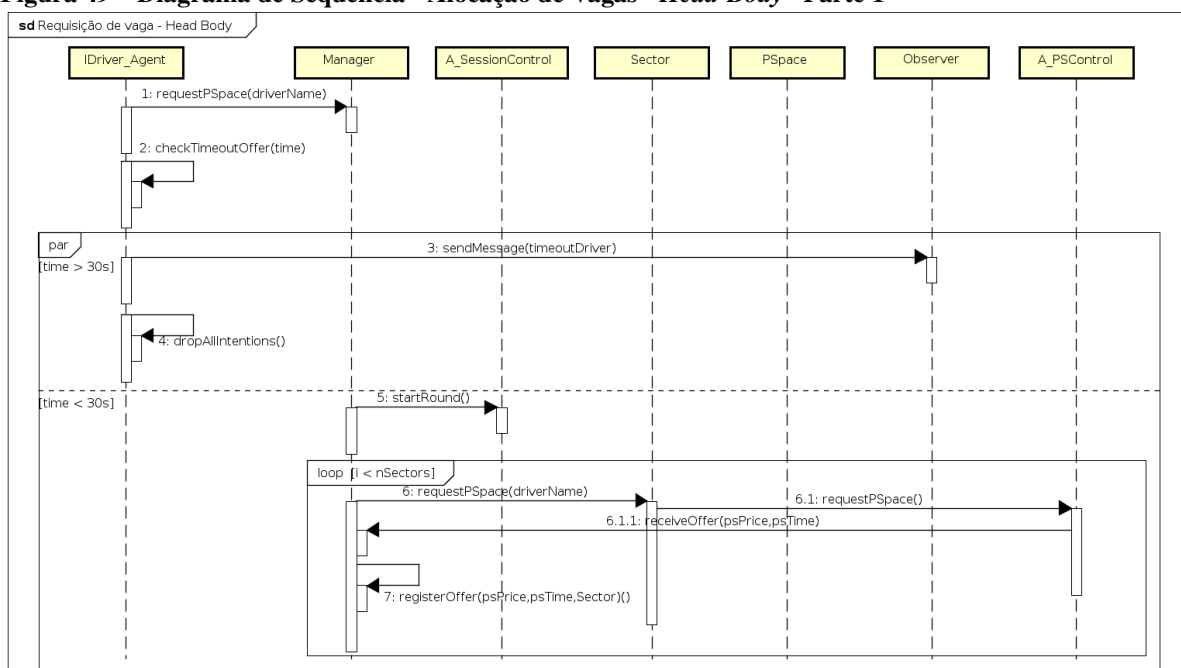 Figura 49 – Diagrama de Sequência - Alocação de Vagas - Head-Body - Parte 1
sd Requisição de vaga - Head Body
IDriver_Agent Manager A_SessionControl Sector PSpace Observer A_PSControl
1: requestPSpace(driverName)
2: checkTimeoutOffer(time)
par
3: sendMessage(timeoutDriver)
[time > 30s]
4: dropAllIntentions()
[time < 30s]
5: startRound()
loop [i < nSectors]
6: requestPSpace(driverName)
6.1: requestPSpace()
6.1.1: receiveOffer(psPrice,psTime)
7: registerOffer(psPrice,psTime,Sector)()